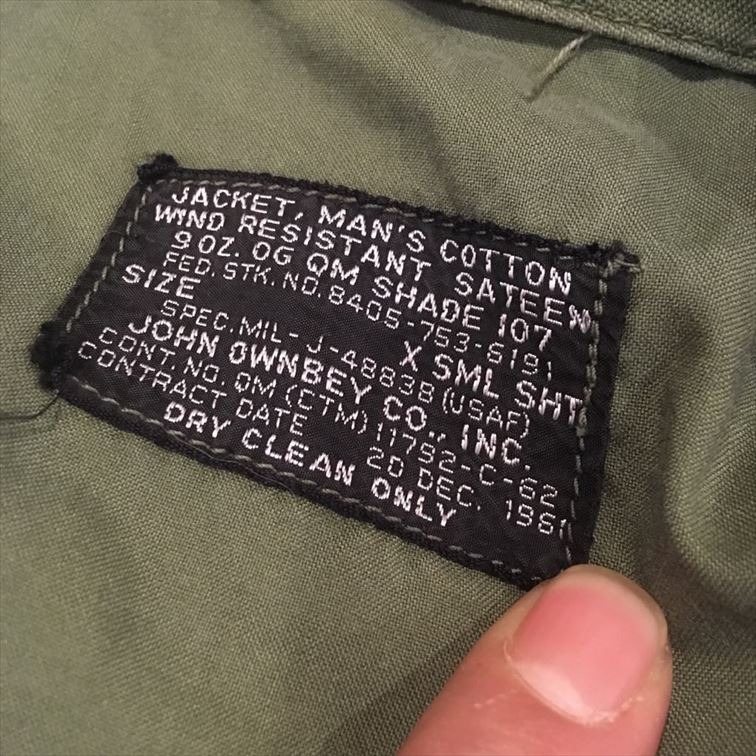 JACKET, MAN'S COTTON
WIND RESISTANT SATEEN
9 OZ. OG QM SHADE 107
FED. STK. NO. 8405-753-6191
SIZE X SML SHT
SPEC. MIL-J-4883B (USAF)
JOHN OWNBEY CO., INC.
CONT NO. QM (CTM) 11792-C-62
CONTRACT DATE 20 DEC. 1961
DRY CLEAN ONLY